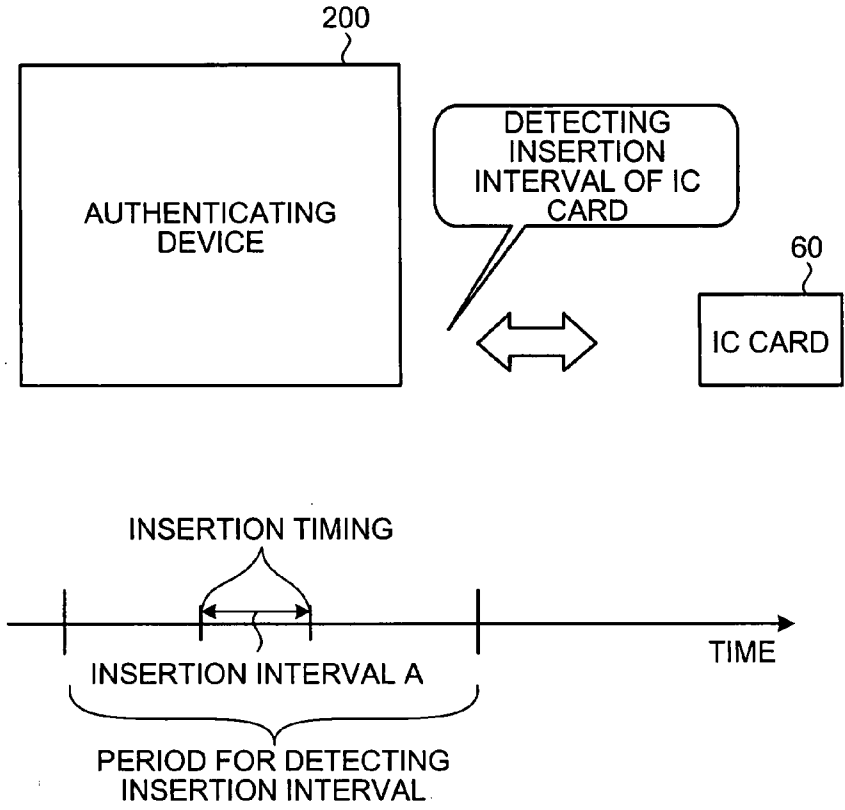 200
AUTHENTICATING
DEVICE
DETECTING
INSERTION
INTERVAL OF IC
CARD
60
IC CARD
INSERTION TIMING
TIME
INSERTION INTERVAL A
PERIOD FOR DETECTING
INSERTION INTERVAL